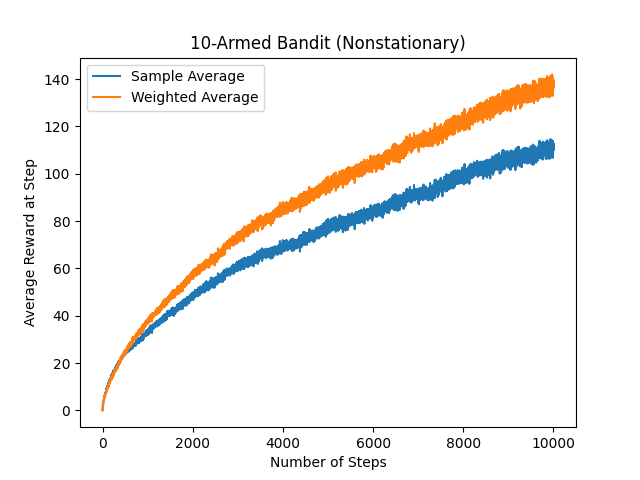 10-Armed Bandit (Nonstationary)
Sample Average
Weighted Average
Average Reward at Step
140
120
100
80
60
40
20
0
0 2000 4000 6000 8000 10000
Number of Steps